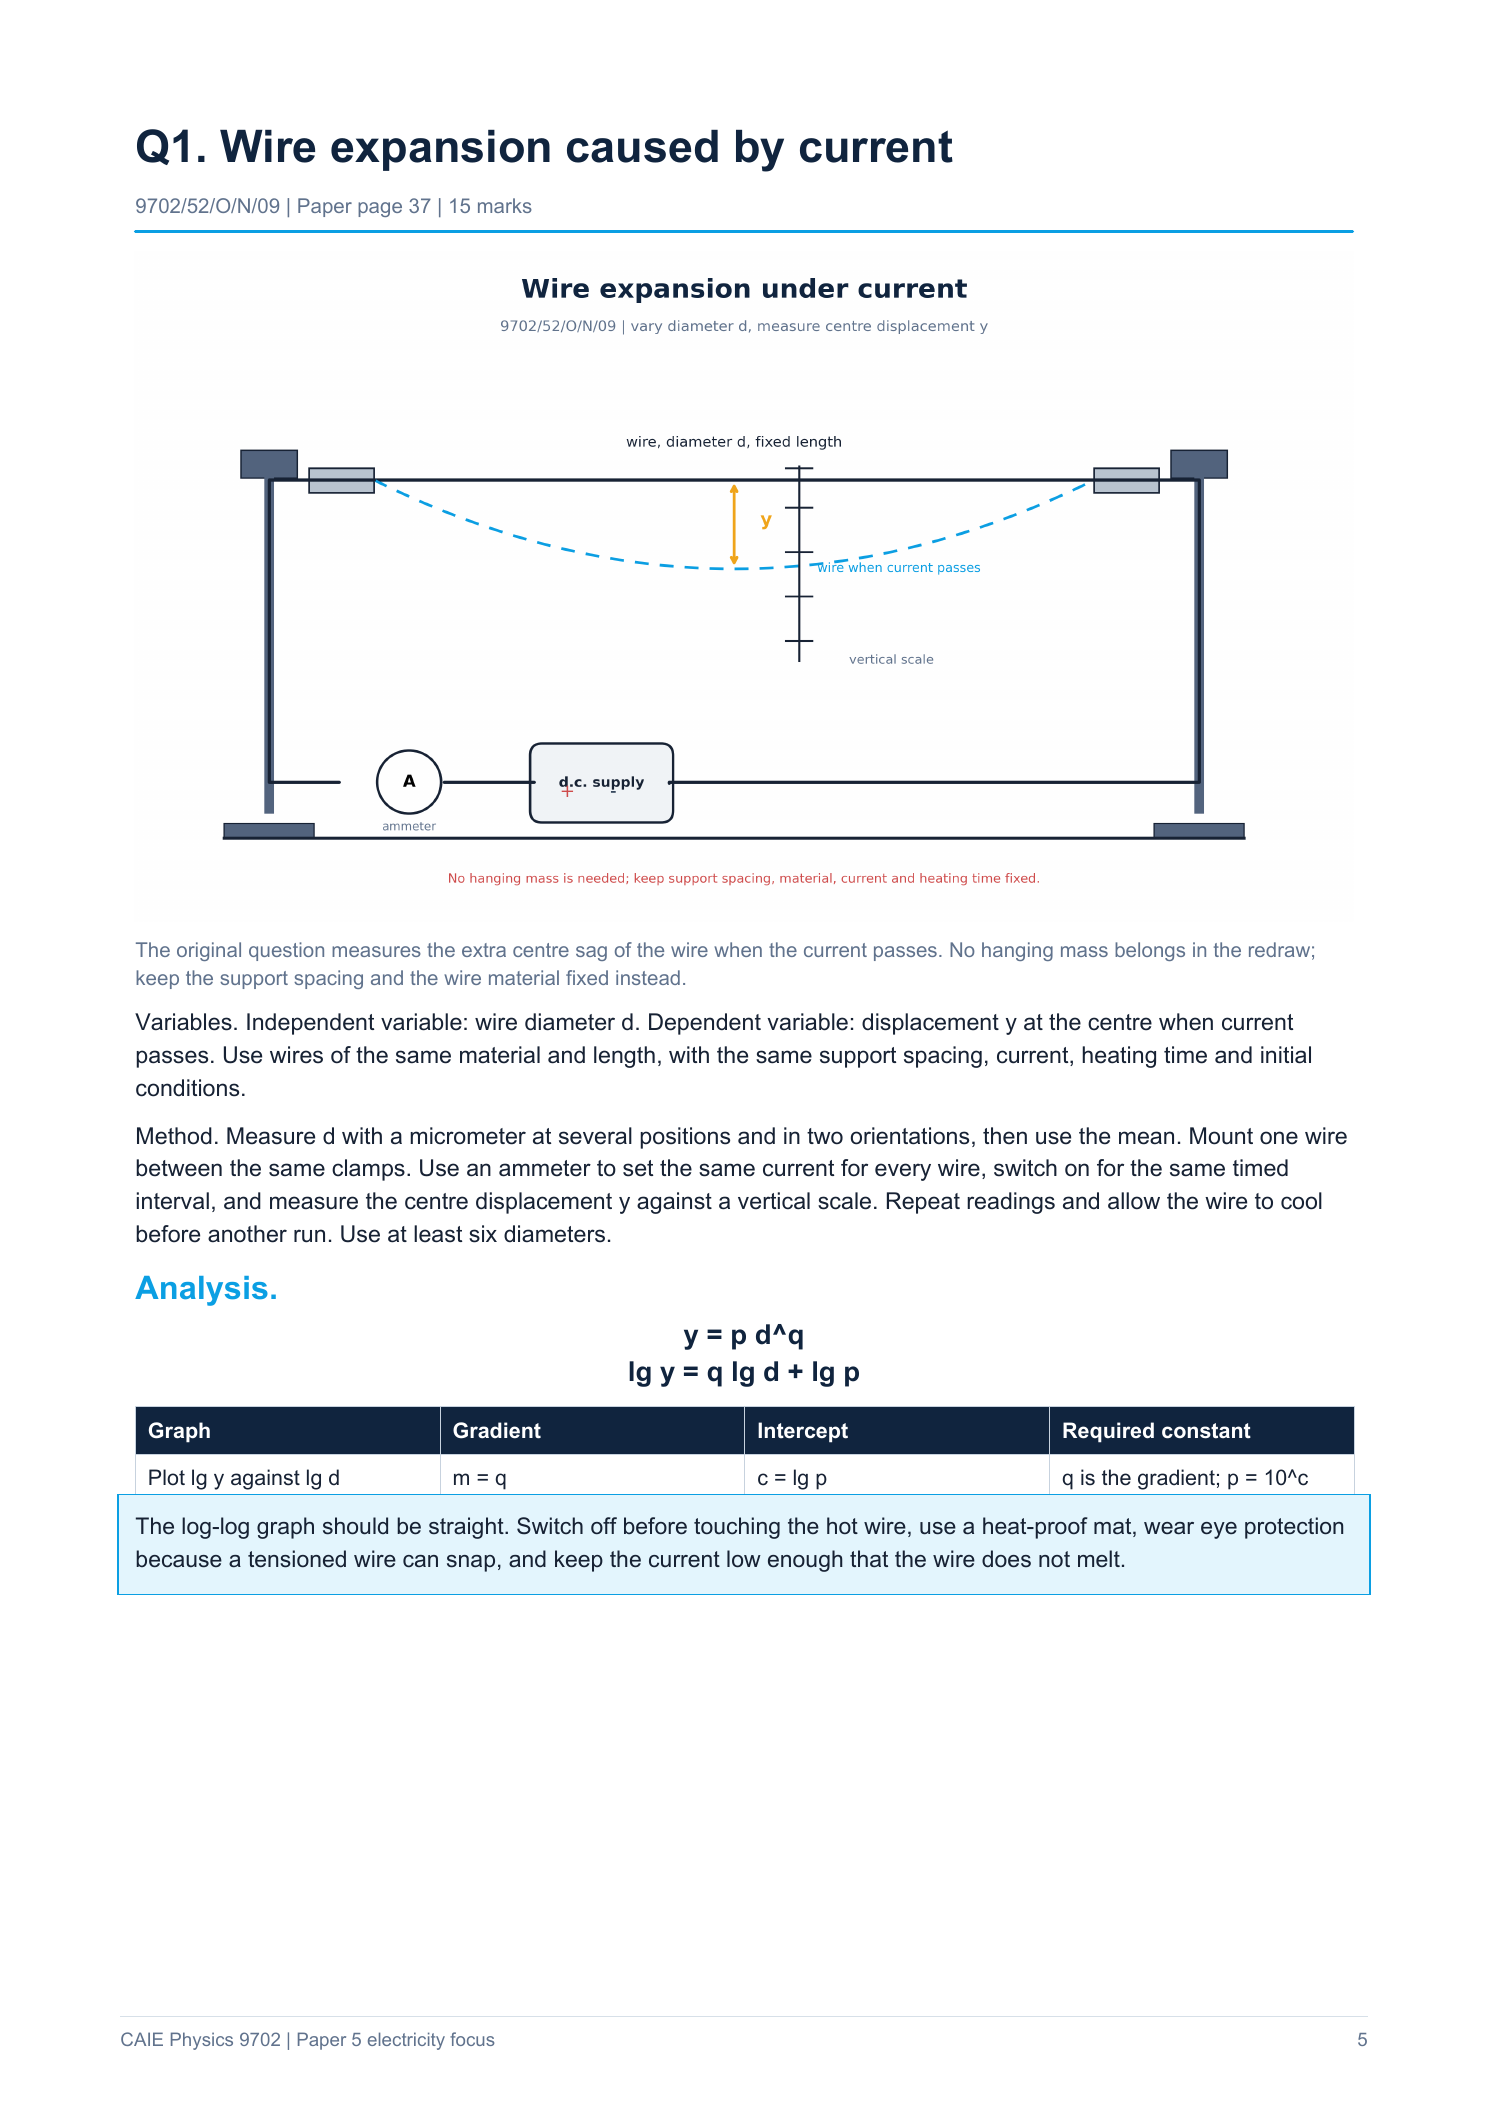 Q1. Wire expansion caused by current
9702/52/O/N/09 | Paper page 37 | 15 marks
Wire expansion under current
9702/52/O/N/09 | vary diameter d, measure centre displacement y
wire, diameter d, fixed length
y
wire when current passes
vertical scale
A
d.c. supply
+ -
ammeter
No hanging mass is needed; keep support spacing, material, current and heating time fixed.
The original question measures the extra centre sag of the wire when the current passes. No hanging mass belongs in the redraw;
keep the support spacing and the wire material fixed instead.
Variables. Independent variable: wire diameter d. Dependent variable: displacement y at the centre when current
passes. Use wires of the same material and length, with the same support spacing, current, heating time and initial
conditions.
Method. Measure d with a micrometer at several positions and in two orientations, then use the mean. Mount one wire
between the same clamps. Use an ammeter to set the same current for every wire, switch on for the same timed
interval, and measure the centre displacement y against a vertical scale. Repeat readings and allow the wire to cool
before another run. Use at least six diameters.
Analysis.
y = p d^q
lg y = q lg d + lg p
Graph Gradient Intercept Required constant
Plot lg y against lg d m = q c = lg p q is the gradient; p = 10^c
The log-log graph should be straight. Switch off before touching the hot wire, use a heat-proof mat, wear eye protection
because a tensioned wire can snap, and keep the current low enough that the wire does not melt.
CAIE Physics 9702 | Paper 5 electricity focus 5